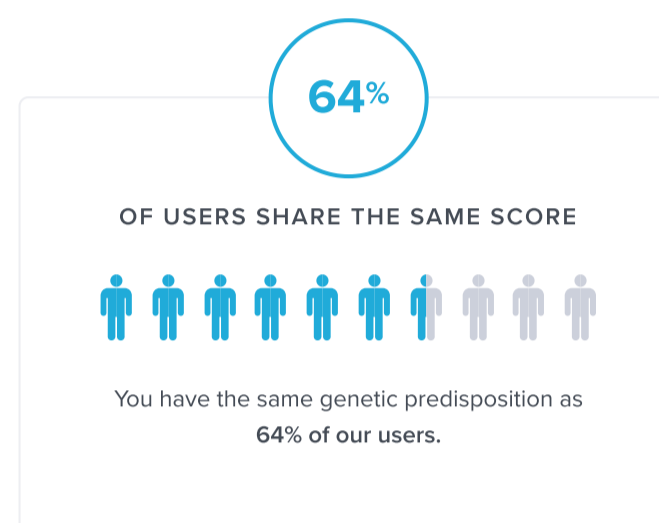 64%
OF USERS SHARE THE SAME SCORE
You have the same genetic predisposition as
64% of our users.